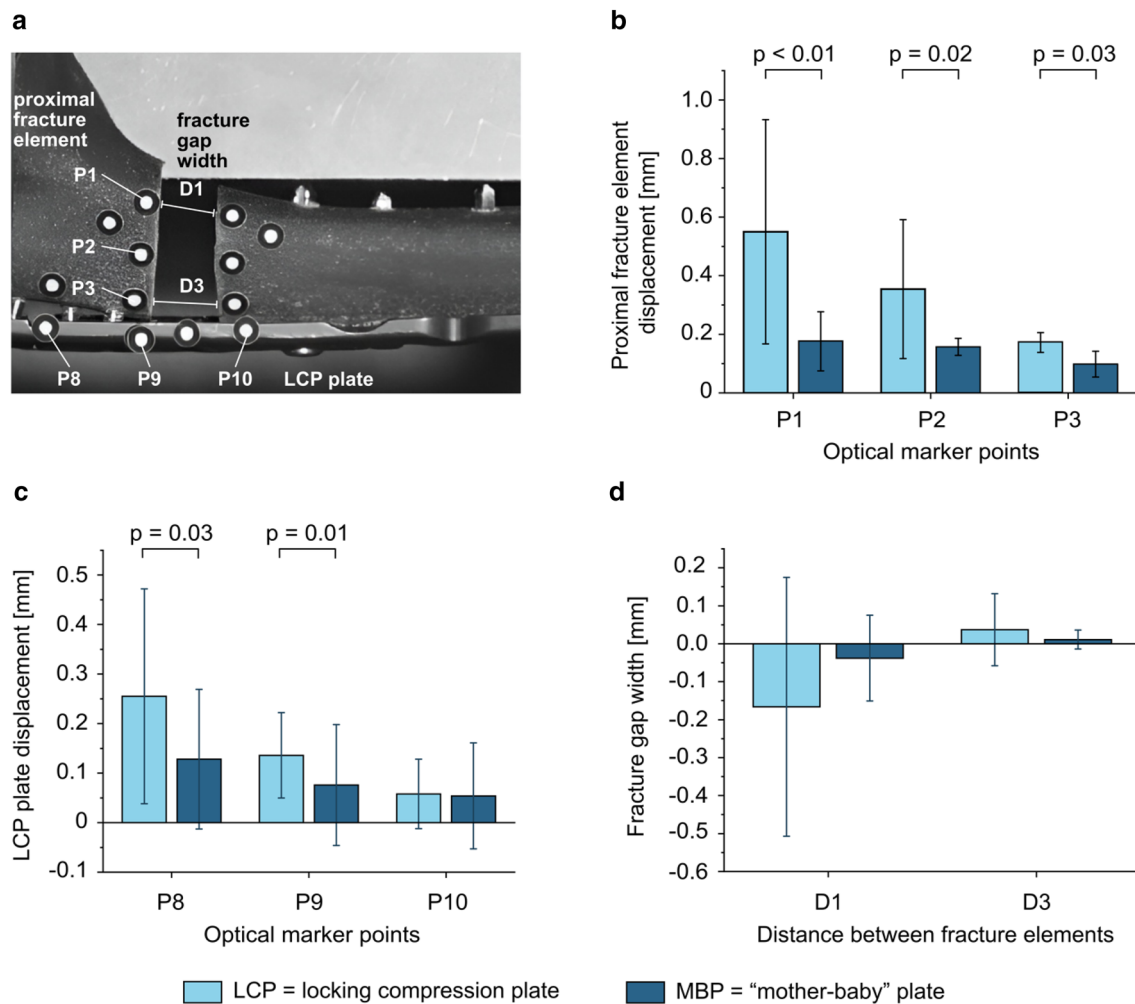 a
proximal
fracture
element
fracture
gap
width
P1
D1
P2
P3
D3
P8
P9
P10
LCP plate
b
p < 0.01
p = 0.02
p = 0.03
Proximal fracture element
displacement [mm]
1.0
0.8
0.6
0.4
0.2
0
P1
P2
P3
Optical marker points
c
p = 0.03
p = 0.01
LCP plate displacement [mm]
0.5
0.4
0.3
0.2
0.1
0
-0.1
P8
P9
P10
Optical marker points
d
Fracture gap width [mm]
0.2
0.1
0.0
-0.1
-0.2
-0.3
-0.4
-0.5
-0.6
D1
D3
Distance between fracture elements
LCP = locking compression plate
MBP = “mother-baby” plate